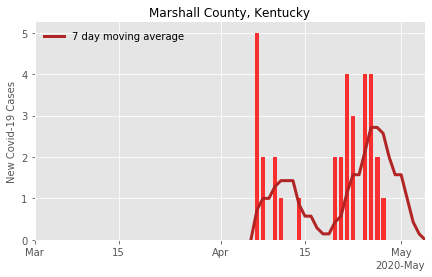 Marshall County, Kentucky
7 day moving average
New Covid-19 Cases
5
4
3
2
1
0
Mar 15 Apr 15 May
2020-May